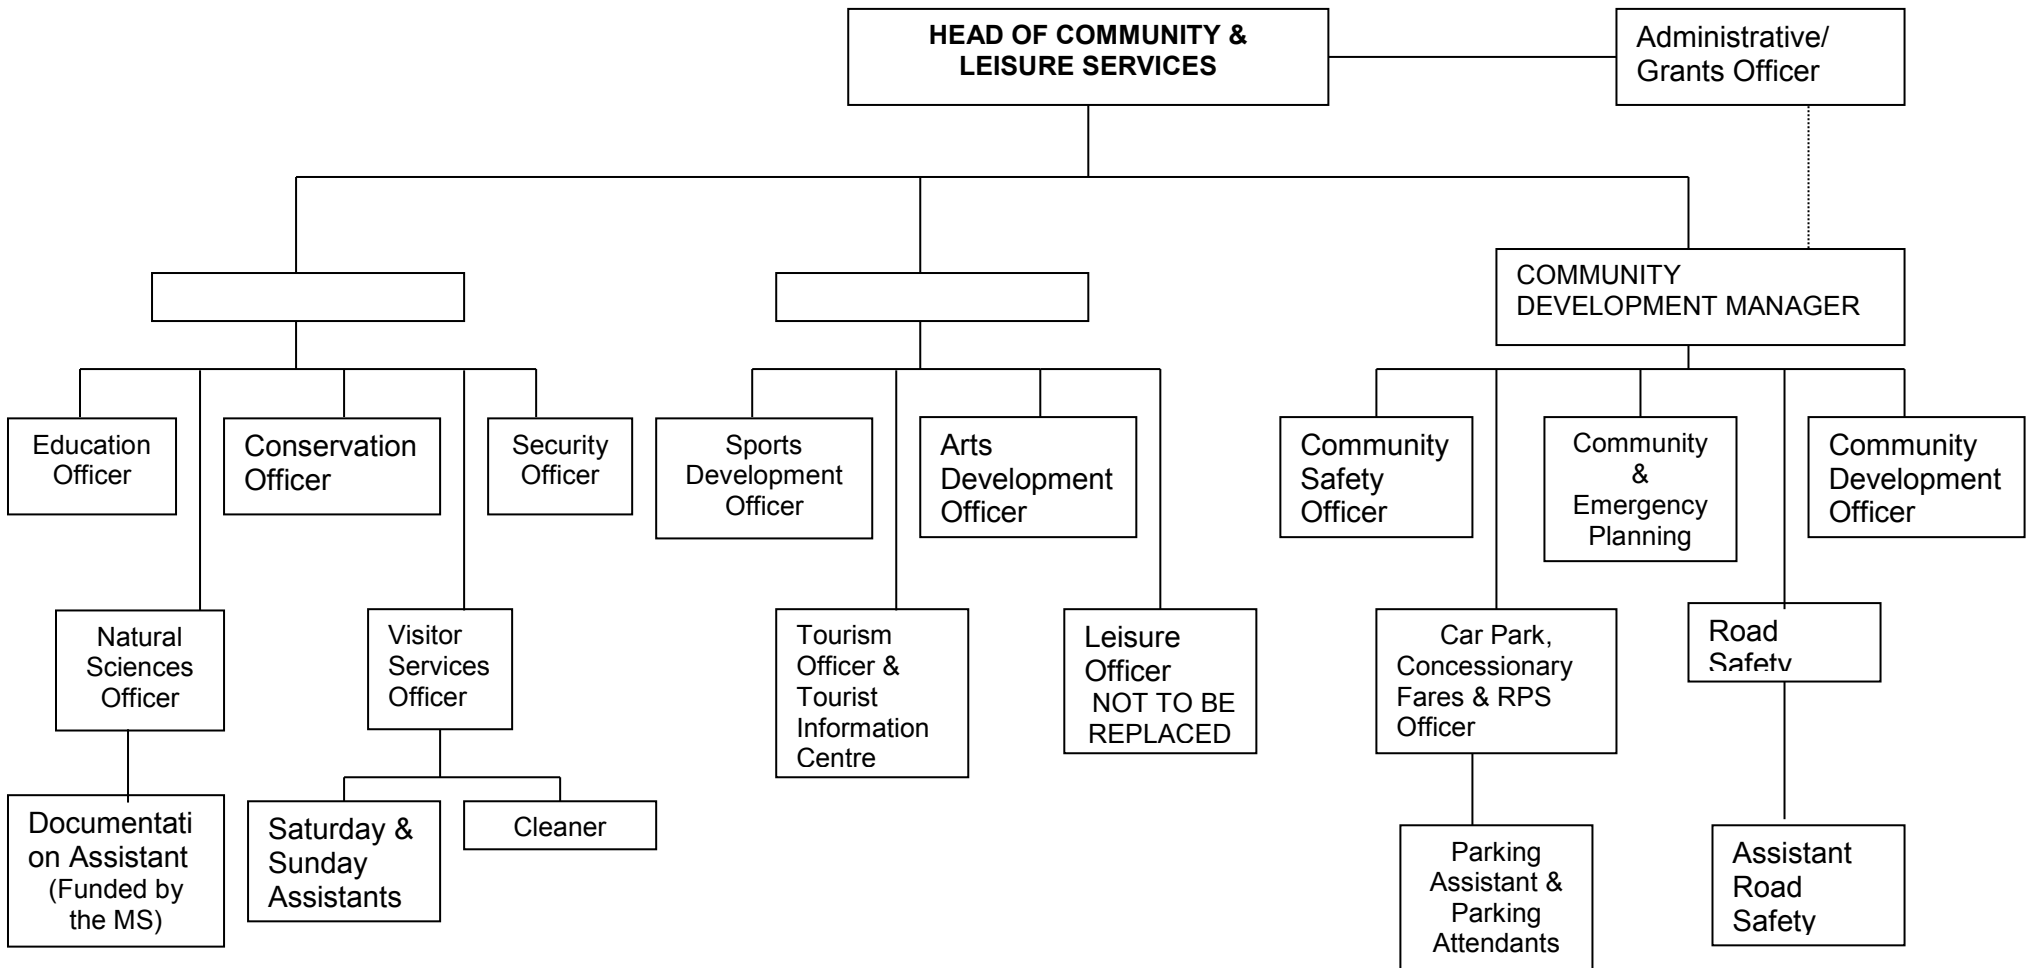 HEAD OF COMMUNITY &
LEISURE SERVICES
Administrative/
Grants Officer
COMMUNITY
DEVELOPMENT MANAGER
Education
Officer
Conservation
Officer
Security
Officer
Sports
Development
Officer
Arts
Development
Officer
Community
Safety
Officer
Community
&
Emergency
Planning
Community
Development
Officer
Natural
Sciences
Officer
Visitor
Services
Officer
Tourism
Officer &
Tourist
Information
Centre
Leisure
Officer
NOT TO BE
REPLACED
Car Park,
Concessionary
Fares & RPS
Officer
Road
Safety
Documentati
on Assistant
(Funded by
the MS)
Saturday &
Sunday
Assistants
Cleaner
Parking
Assistant &
Parking
Attendants
Assistant
Road
Safety